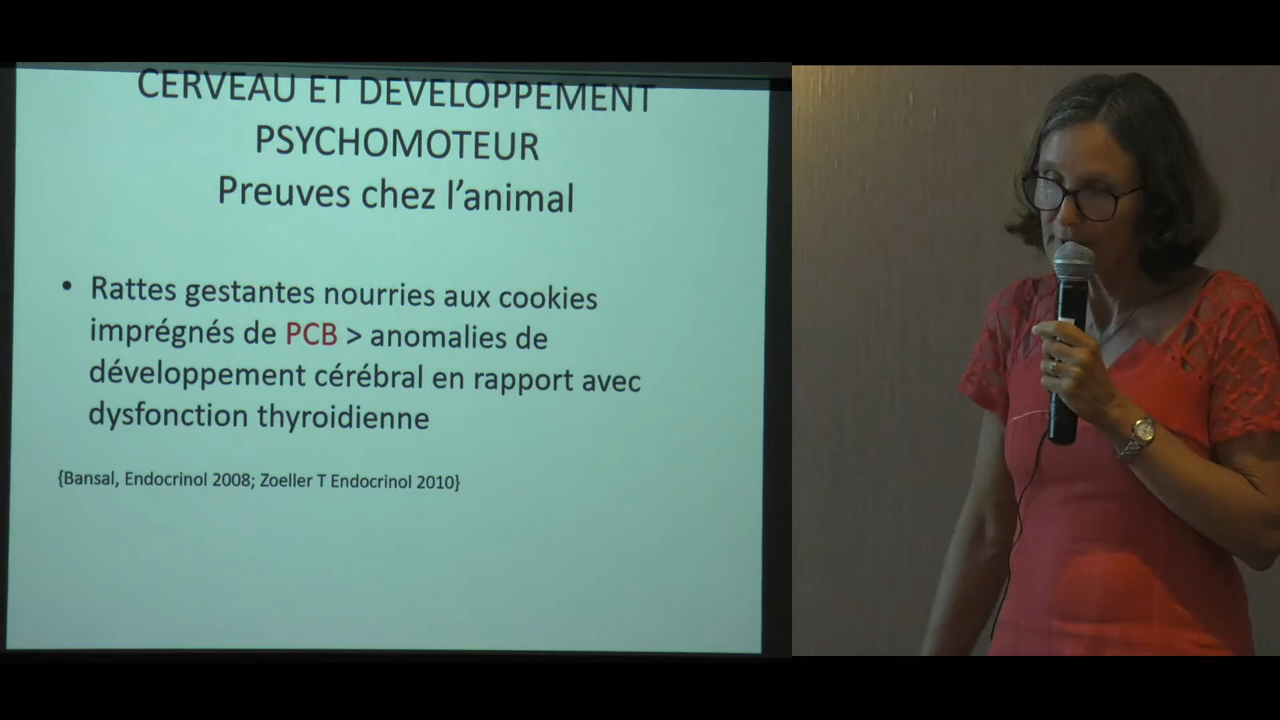 CERVEAU ET DEVELOPPEMENT
PSYCHOMOTEUR
Preuves chez l'animal
• Rattes gestantes nourries aux cookies
imprégnés de PCB > anomalies de
développement cérébral en rapport avec
dysfonction thyroidienne
{Bansal, Endocrinol 2008; Zoeller T Endocrinol 2010}